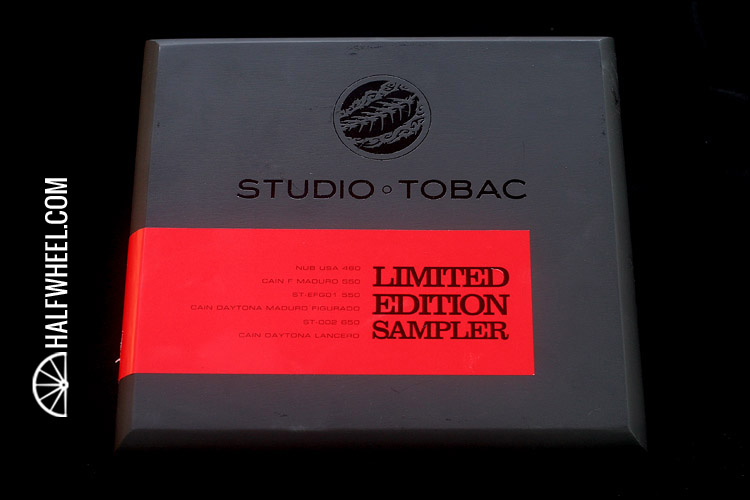 STUDIO TOBAC
NUB USA 460
CAIN F MADURO 650
ST-EFG01 550
CAIN DAYTONA MADURO FIGURADO
ST-002 650
CAIN DAYTONA LANCERO
LIMITED
EDITION
SAMPLER
HALFWHEEL.COM